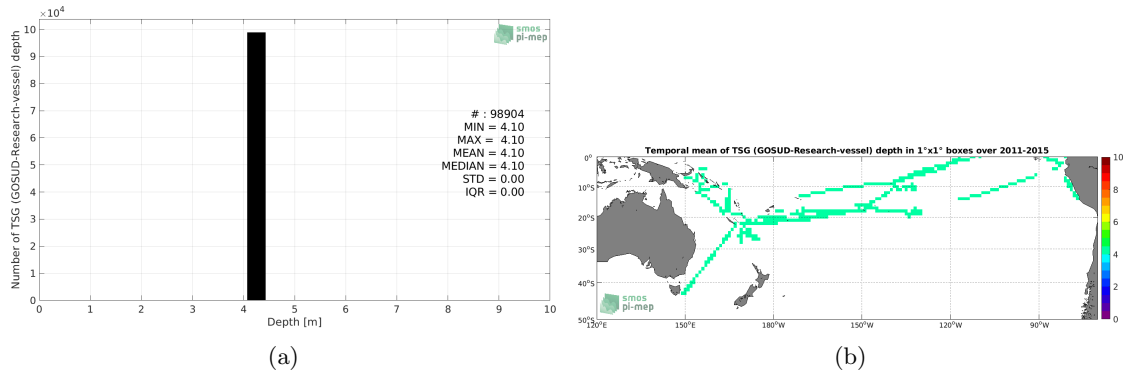 ×10⁴
10
9
8
7
6
5
4
3
2
1
0
Number of TSG (GOSUD-Research-vessel) depth
smos
pi-mep
# : 98904
MIN = 4.10
MAX = 4.10
MEAN = 4.10
MEDIAN = 4.10
STD = 0.00
IQR = 0.00
0 1 2 3 4 5 6 7 8 9 10
Depth [m]
(a)
Temporal mean of TSG (GOSUD-Research-vessel) depth in 1°x1° boxes over 2011-2015
0°
10°S
20°S
30°S
40°S
50°S
smos
pi-mep
120°E 150°E 180°W 150°W 120°W 90°W
10
8
6
4
2
0
(b)